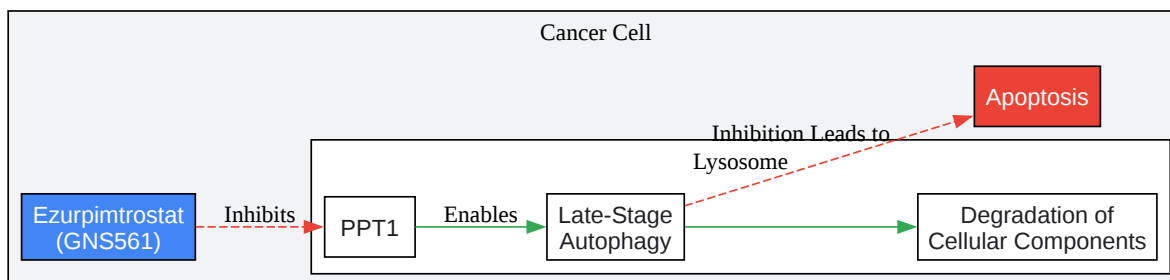 Cancer Cell
Apoptosis
Inhibition Leads to
Lysosome
Ezurpimtrostat
(GNS561)
Inhibits
PPT1
Enables
Late-Stage
Autophagy
Degradation of
Cellular Components